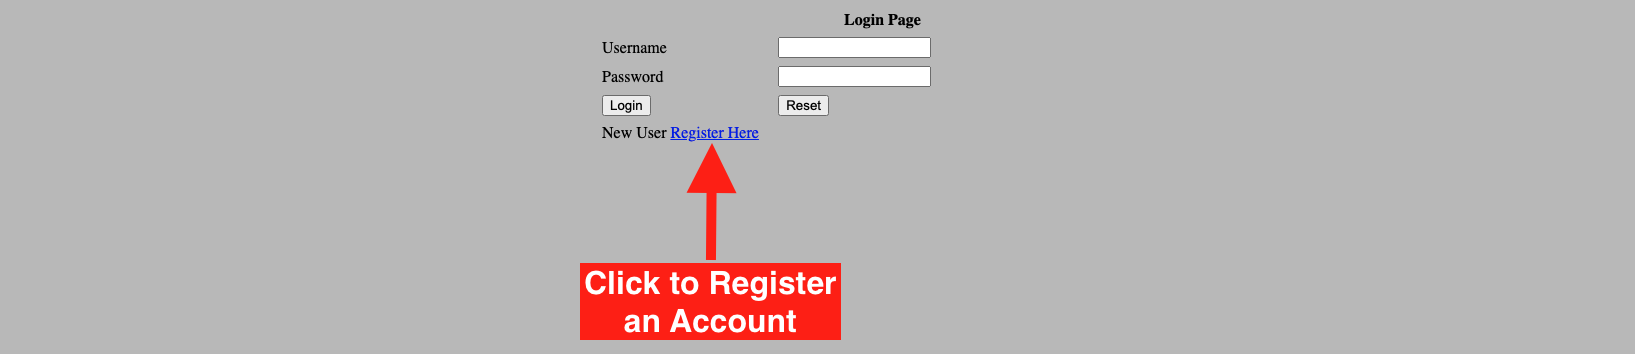 Login Page
Username
Password
Login Reset
New User Register Here
Click to Register
an Account